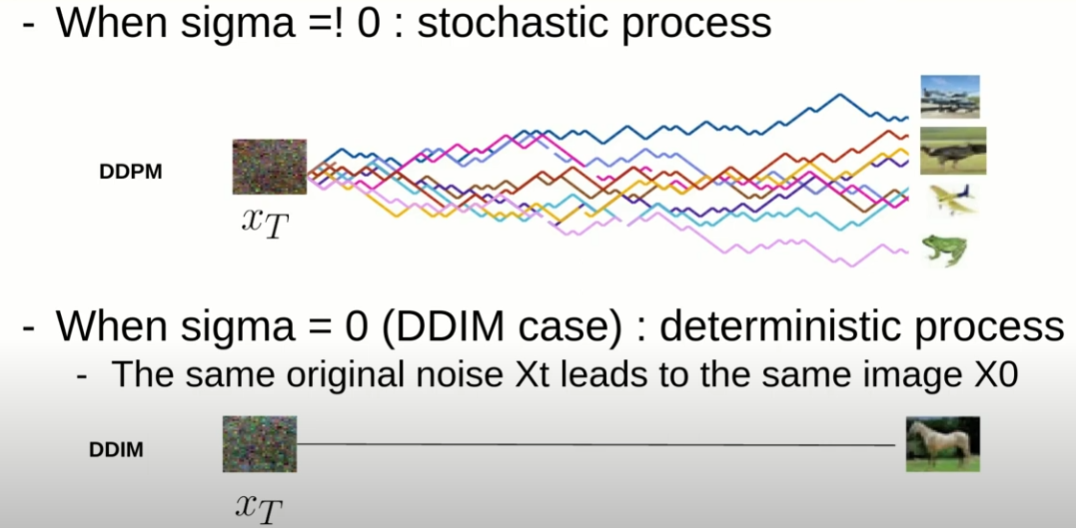 - When sigma =! 0 : stochastic process
DDPM
x_T
- When sigma = 0 (DDIM case) : deterministic process
- The same original noise Xt leads to the same image X0
DDIM
x_T